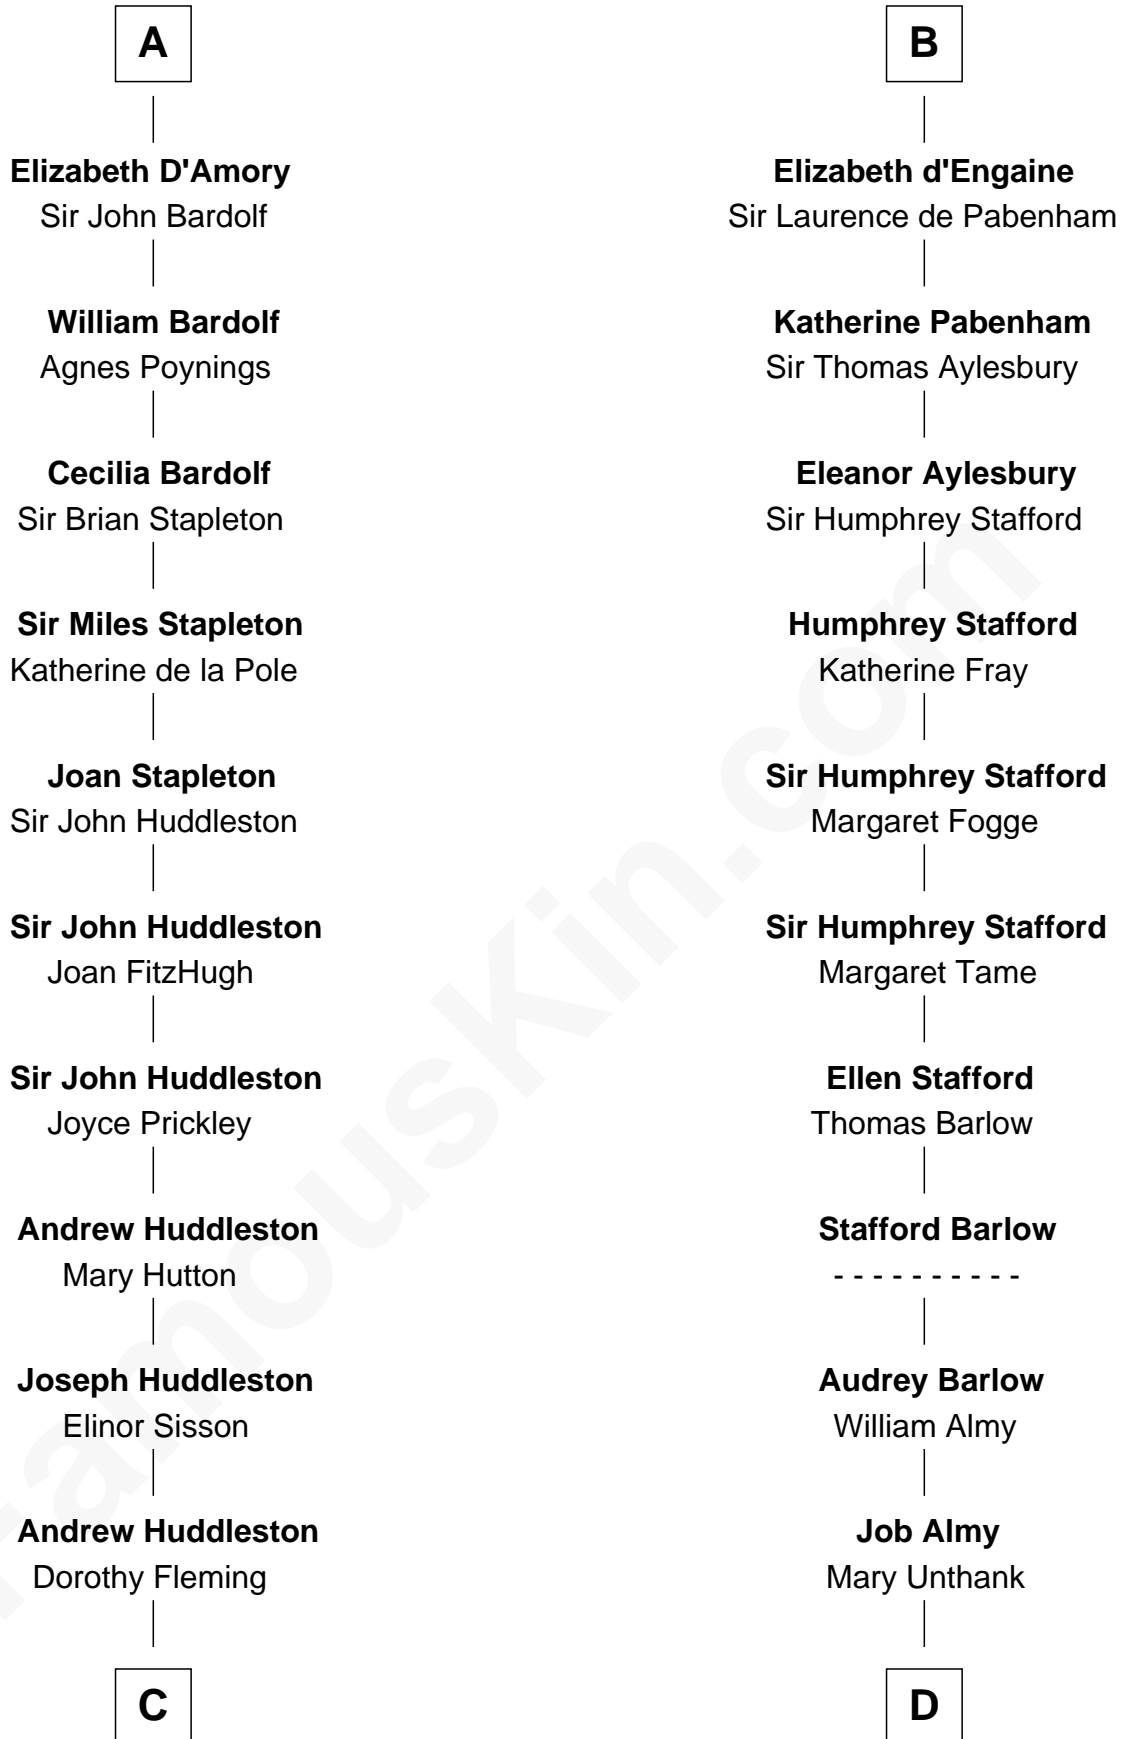 A
Elizabeth D'Amory
Sir John Bardolf
William Bardolf
Agnes Poynings
Cecilia Bardolf
Sir Brian Stapleton
Sir Miles Stapleton
Katherine de la Pole
Joan Stapleton
Sir John Huddleston
Sir John Huddleston
Joan FitzHugh
Sir John Huddleston
Joyce Prickley
Andrew Huddleston
Mary Hutton
Joseph Huddleston
Elinor Sisson
Andrew Huddleston
Dorothy Fleming
C
B
Elizabeth d'Engaine
Sir Laurence de Pabenham
Katherine Pabenham
Sir Thomas Aylesbury
Eleanor Aylesbury
Sir Humphrey Stafford
Humphrey Stafford
Katherine Fray
Sir Humphrey Stafford
Margaret Fogge
Sir Humphrey Stafford
Margaret Tame
Ellen Stafford
Thomas Barlow
Stafford Barlow
- - - - - - - - - -
Audrey Barlow
William Almy
Job Almy
Mary Unthank
D
FamousKin.com